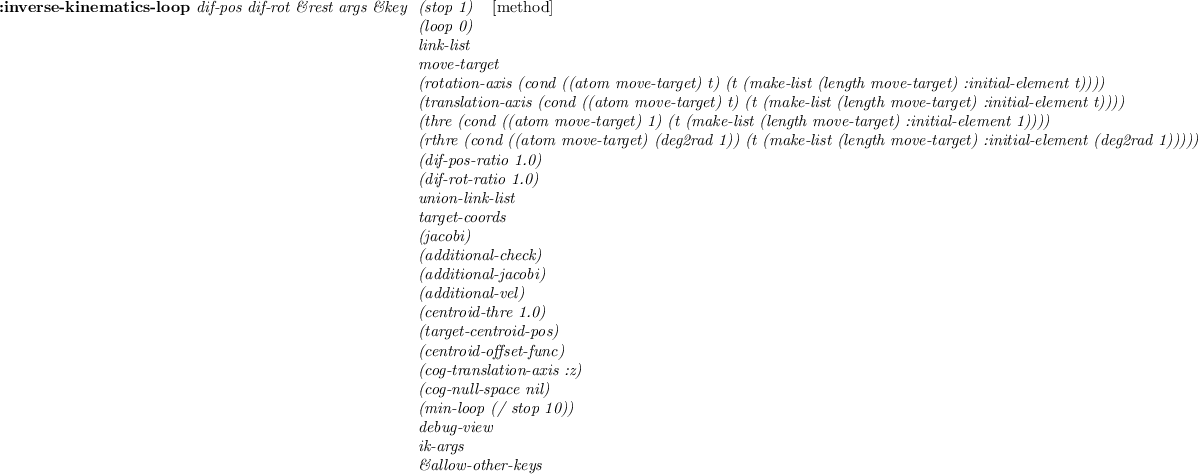 :inverse-kinematics-loop dif-pos dif-rot &rest args &key (stop 1) [method]
(loop 0)
link-list
move-target
(rotation-axis (cond ((atom move-target) t) (t (make-list (length move-target) :initial-element t))))
(translation-axis (cond ((atom move-target) t) (t (make-list (length move-target) :initial-element t))))
(thre (cond ((atom move-target) 1) (t (make-list (length move-target) :initial-element 1))))
(rthre (cond ((atom move-target) (deg2rad 1)) (t (make-list (length move-target) :initial-element (deg2rad 1)))))
(dif-pos-ratio 1.0)
(dif-rot-ratio 1.0)
union-link-list
target-coords
(jacobi)
(additional-check)
(additional-jacobi)
(additional-vel)
(centroid-thre 1.0)
(target-centroid-pos)
(centroid-offset-func)
(cog-translation-axis :z)
(cog-null-space nil)
(min-loop (/ stop 10))
debug-view
ik-args
&allow-other-keys